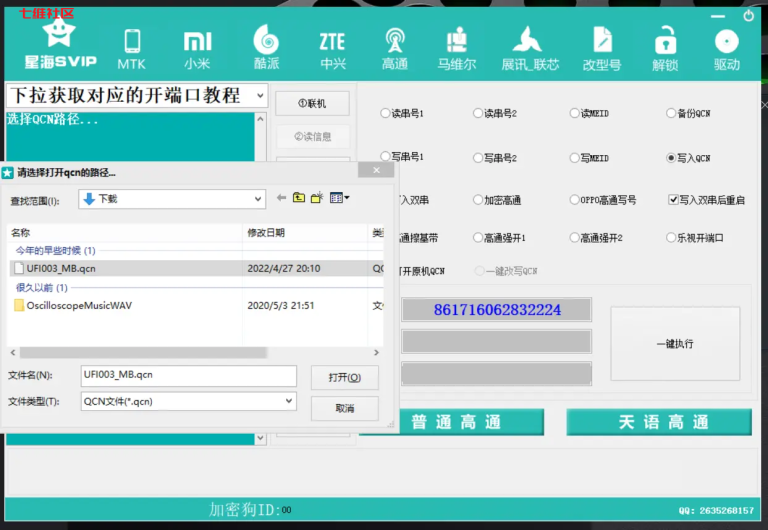 七涯社区
星海SVIP
MTK
小米
酷派
ZTE
中兴
高通
马维尔
展讯_联芯
改型号
解锁
驱动
下拉获取对应的开端口教程
选择QCN路径...
①联机
②读信息
读串号1
读串号2
读MEID
备份QCN
写串号1
写串号2
写MEID
写入QCN
入双串
加密高通
OPPO高通写号
写入双串后重启
高通擦基带
高通强开1
高通强开2
乐视开端口
打开原机QCN
一键改写QCN
请选择打开qcn的路径...
查找范围(I):
下载
名称
修改日期
类
今年的早些时候 (1)
UFI003_MB.qcn
2022/4/27 20:10
QC
很久以前 (1)
OscilloscopeMusicWAV
2020/5/3 21:51
文
文件名(N):
UFI003_MB.qcn
打开(O)
文件类型(T):
QCN文件(*.qcn)
取消
861716062832224
一键执行
普通高通
天语高通
加密狗ID:00
QQ: 2635268157